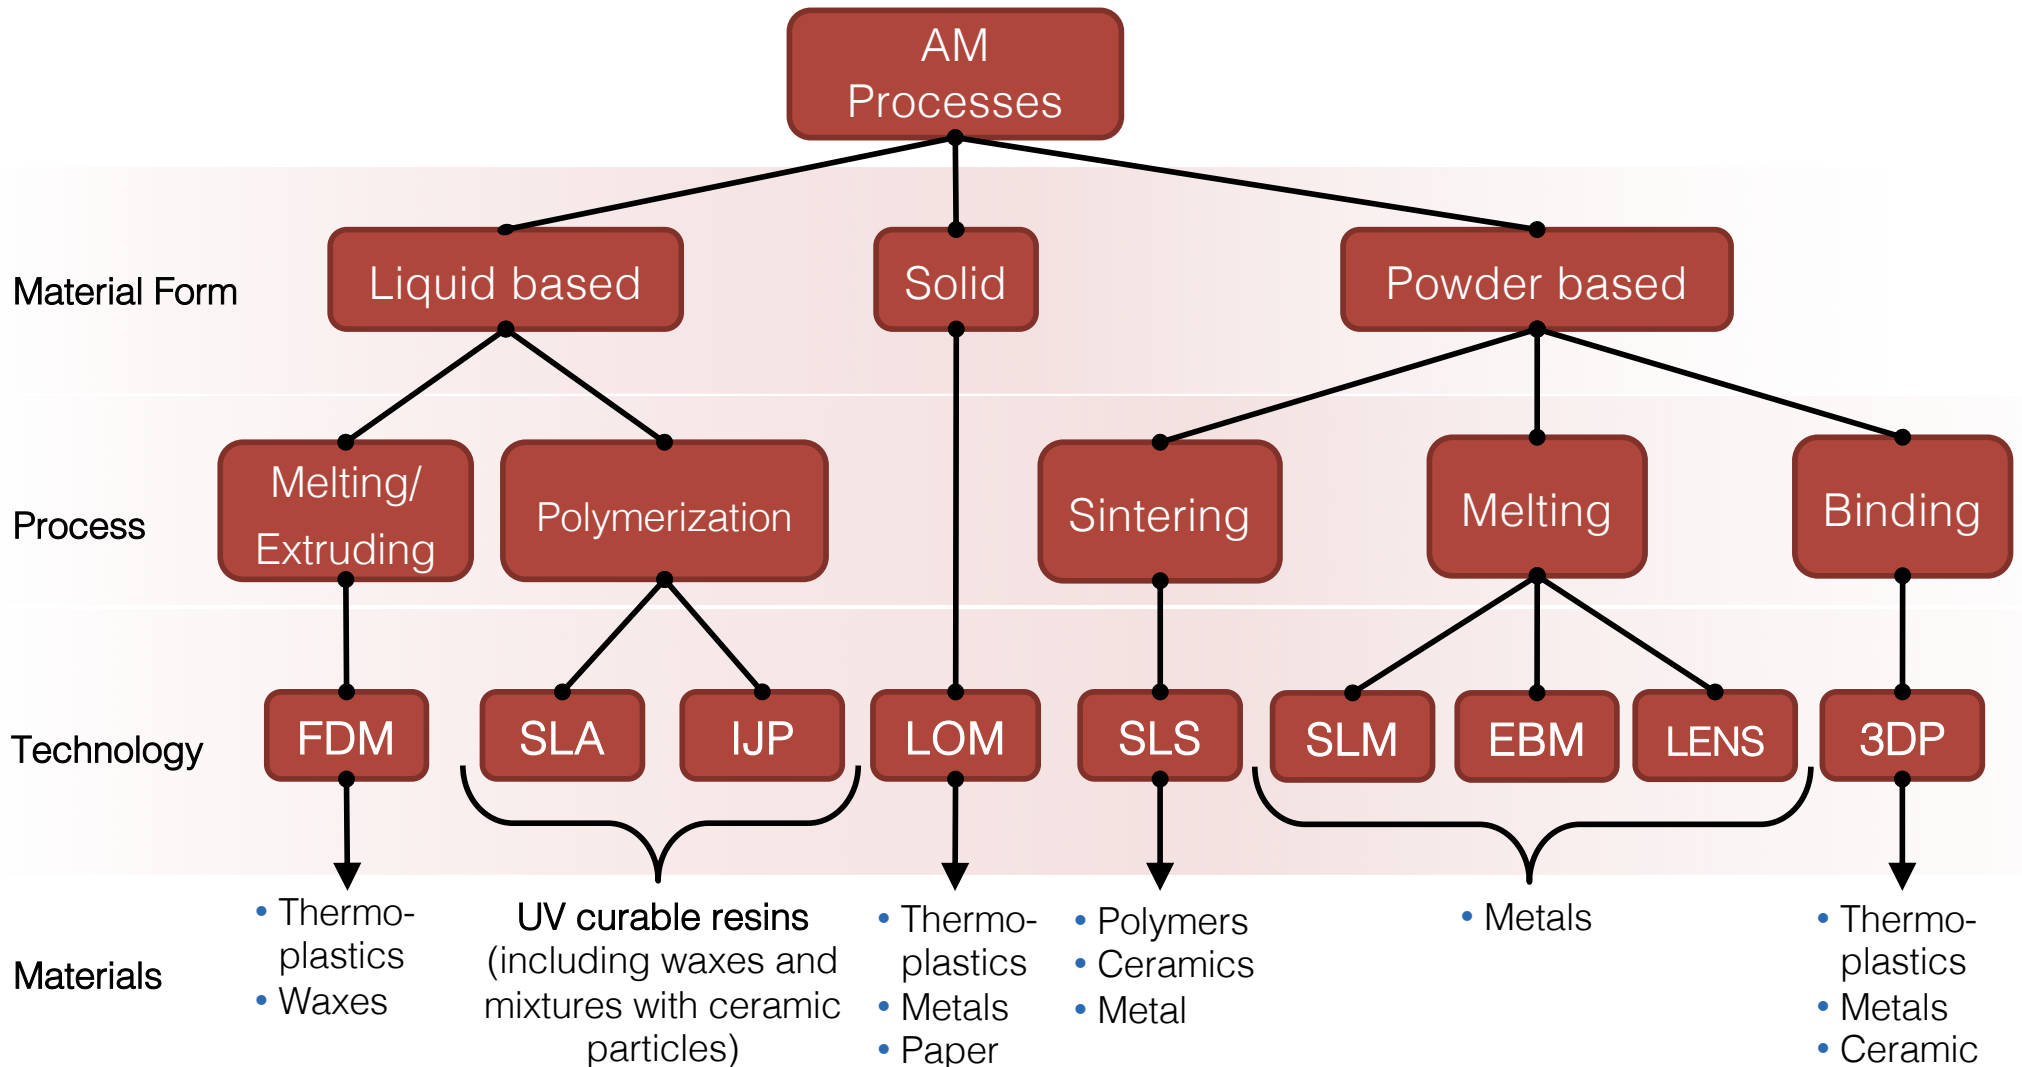 AM
Processes
Material Form
Liquid based
Solid
Powder based
Process
Melting/
Extruding
Polymerization
Sintering
Melting
Binding
Technology
FDM
SLA
IJP
LOM
SLS
SLM
EBM
LENS
3DP
Materials
• Thermo-
plastics
• Waxes
UV curable resins
(including waxes and
mixtures with ceramic
particles)
• Thermo-
plastics
• Metals
• Paper
• Polymers
• Ceramics
• Metal
• Metals
• Thermo-
plastics
• Metals
• Ceramic